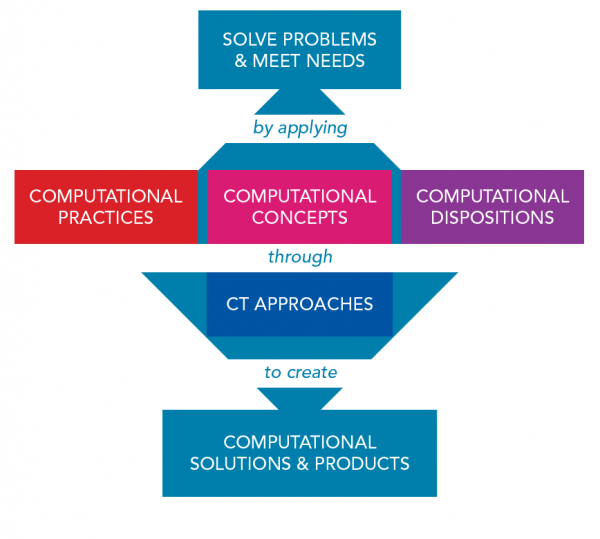 SOLVE PROBLEMS
& MEET NEEDS
by applying
COMPUTATIONAL
PRACTICES
COMPUTATIONAL
CONCEPTS
COMPUTATIONAL
DISPOSITIONS
through
CT APPROACHES
to create
COMPUTATIONAL
SOLUTIONS & PRODUCTS